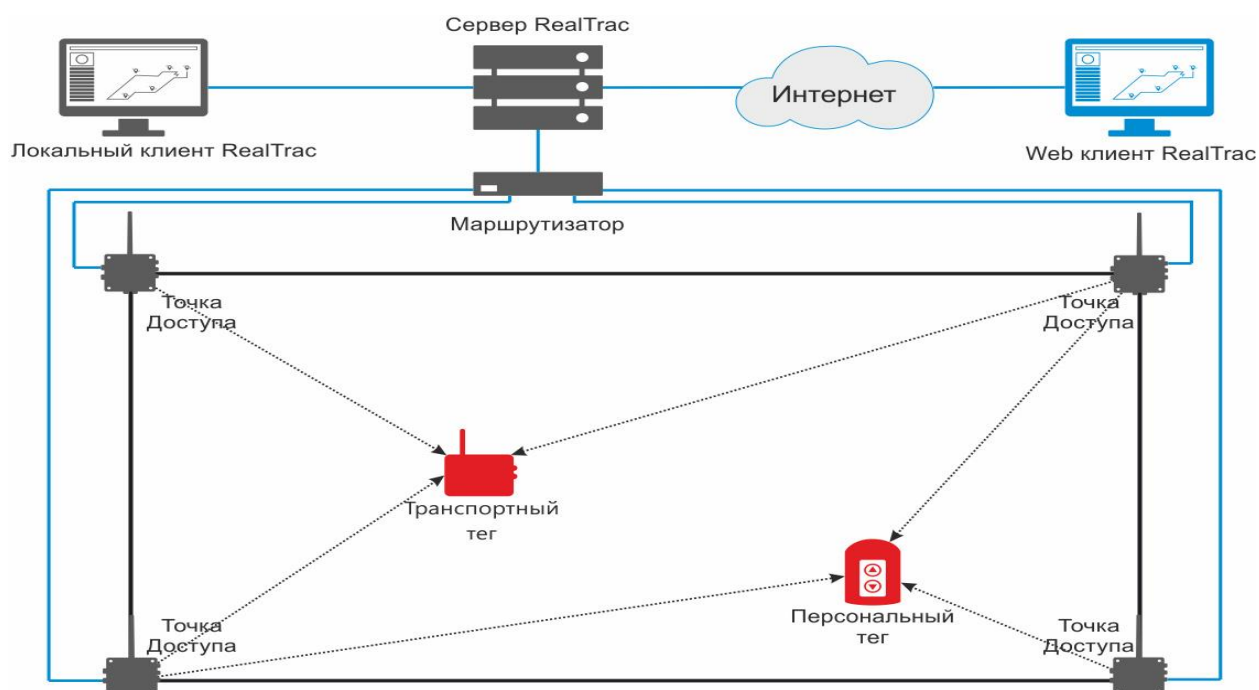 Сервер RealTrac
Интернет
Локальный клиент RealTrac
Web клиент RealTrac
Маршрутизатор
Точка
Доступа
Точка
Доступа
Транспортный
тег
Персональный
тег
Точка
Доступа
Точка
Доступа